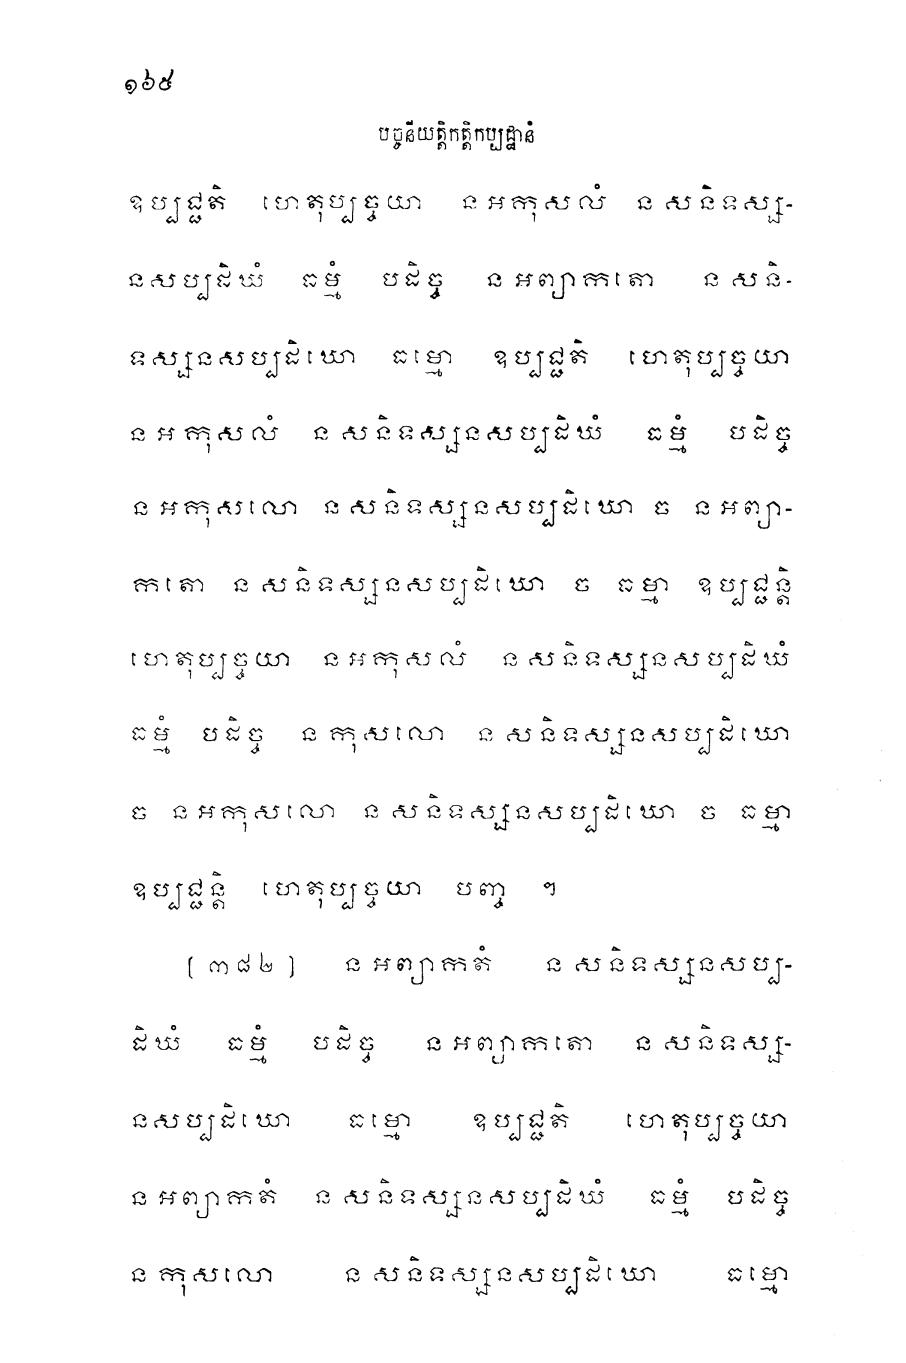 ១៦៥
បច្ចនីយត្តិកត្តិកប្បដ្ឋានំ
ឧប្បជ្ជតិ ហេតុប្បច្ចយា ន អកុសលំ ន សនិទស្ស-
នសប្បដិឃំ ធម្មំ បដិច្ច ន អព្យាកតោ ន សនិ-
ទស្សនសប្បដិឃោ ធម្មោ ឧប្បជ្ជតិ ហេតុប្បច្ចយា
ន អកុសលំ ន សនិទស្សនសប្បដិឃំ ធម្មំ បដិច្ច
ន អកុសលោ ន សនិទស្សនសប្បដិឃោ ច ន អព្យា-
កតោ ន សនិទស្សនសប្បដិឃោ ច ធម្មា ឧប្បជ្ជន្តិ
ហេតុប្បច្ចយា ន អកុសលំ ន សនិទស្សនសប្បដិឃំ
ធម្មំ បដិច្ច ន កុសលោ ន សនិទស្សនសប្បដិឃោ
ច ន អកុសលោ ន សនិទស្សនសប្បដិឃោ ច ធម្មា
ឧប្បជ្ជន្តិ ហេតុប្បច្ចយា បញ្ច ។
[ ៣៨២ ] ន អព្យាកតំ ន សនិទស្សនសប្ប-
ដិឃំ ធម្មំ បដិច្ច ន អព្យាកតោ ន សនិទស្ស-
នសប្បដិឃោ ធម្មោ ឧប្បជ្ជតិ ហេតុប្បច្ចយា
ន អព្យាកតំ ន សនិទស្សនសប្បដិឃំ ធម្មំ បដិច្ច
ន កុសលោ ន សនិទស្សនសប្បដិឃោ ធម្មោ